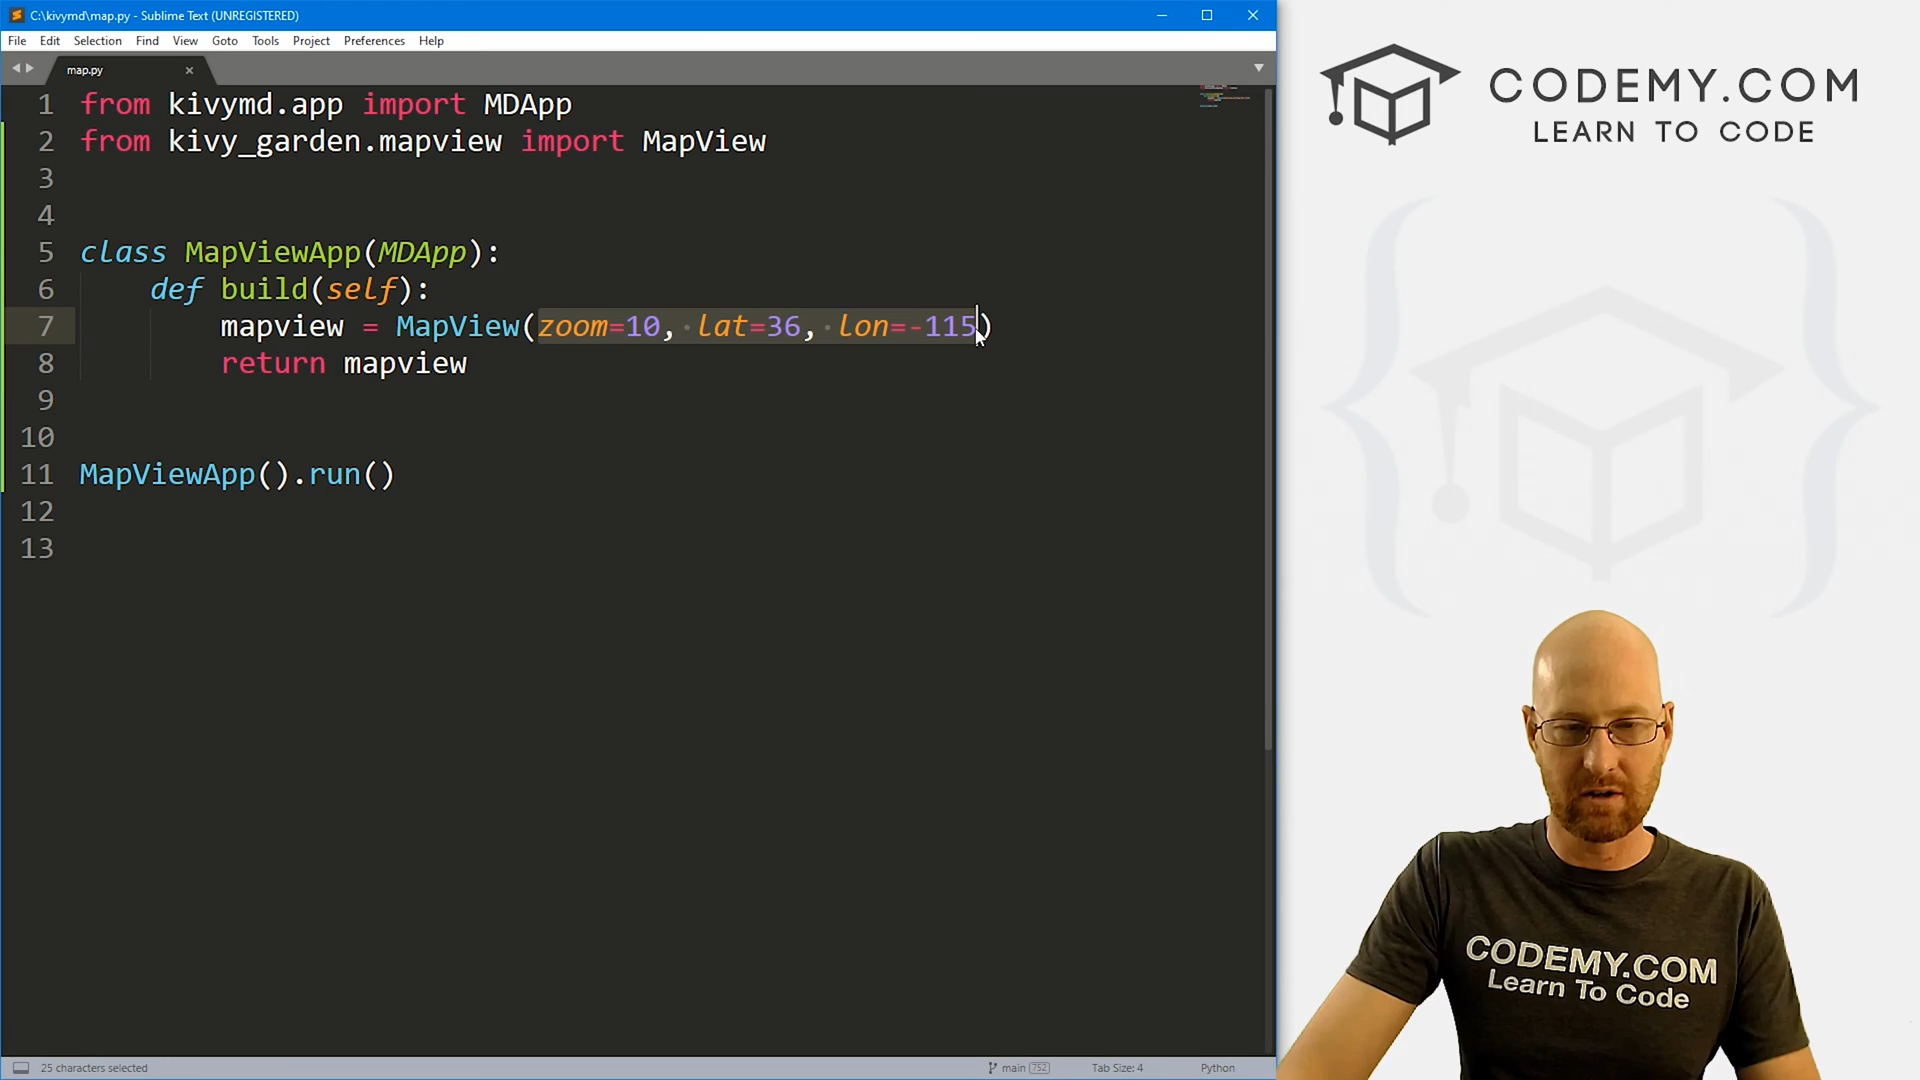 C:\kivymd\map.py - Sublime Text (UNREGISTERED)
File Edit Selection Find View Goto Tools Project Preferences Help
map.py
1 from kivymd.app import MDApp
2 from kivy_garden.mapview import MapView
3
4
5 class MapViewApp(MDApp):
6 def build(self):
7 mapview = MapView(zoom=10, lat=36, lon=-115)
8 return mapview
9
10
11 MapViewApp().run()
12
13
25 characters selected main 752 Tab Size: 4 Python
CODEMY.COM
LEARN TO CODE
CODEMY.COM
Learn To Code